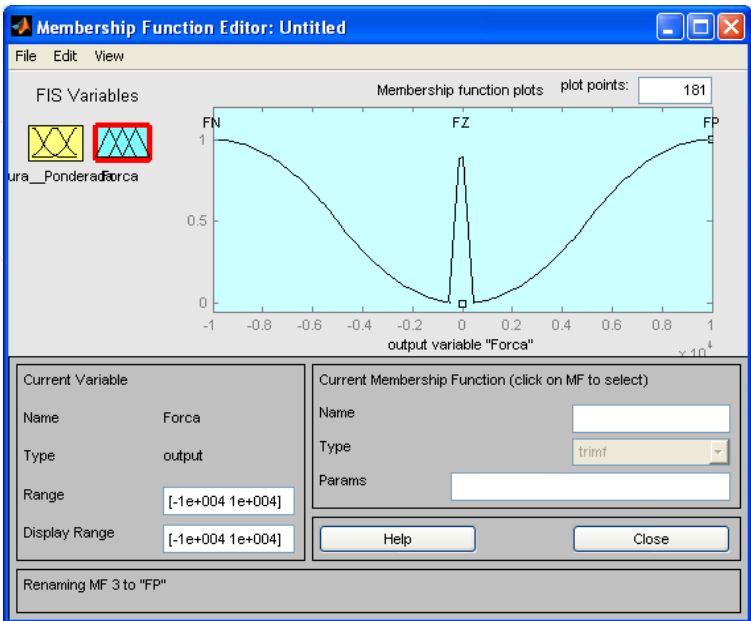 Membership Function Editor: Untitled
File Edit View
FIS Variables
Membership function plots plot points: 181
FN FZ FP
1
0.5
0
-1 -0.8 -0.6 -0.4 -0.2 0 0.2 0.4 0.6 0.8 1
output variable "Forca"
x 10^4
ura__Ponderada Forca
Current Variable
Name Forca
Type output
Range [-1e+004 1e+004]
Display Range [-1e+004 1e+004]
Current Membership Function (click on MF to select)
Name
Type trimf
Params
Help Close
Renaming MF 3 to "FP"